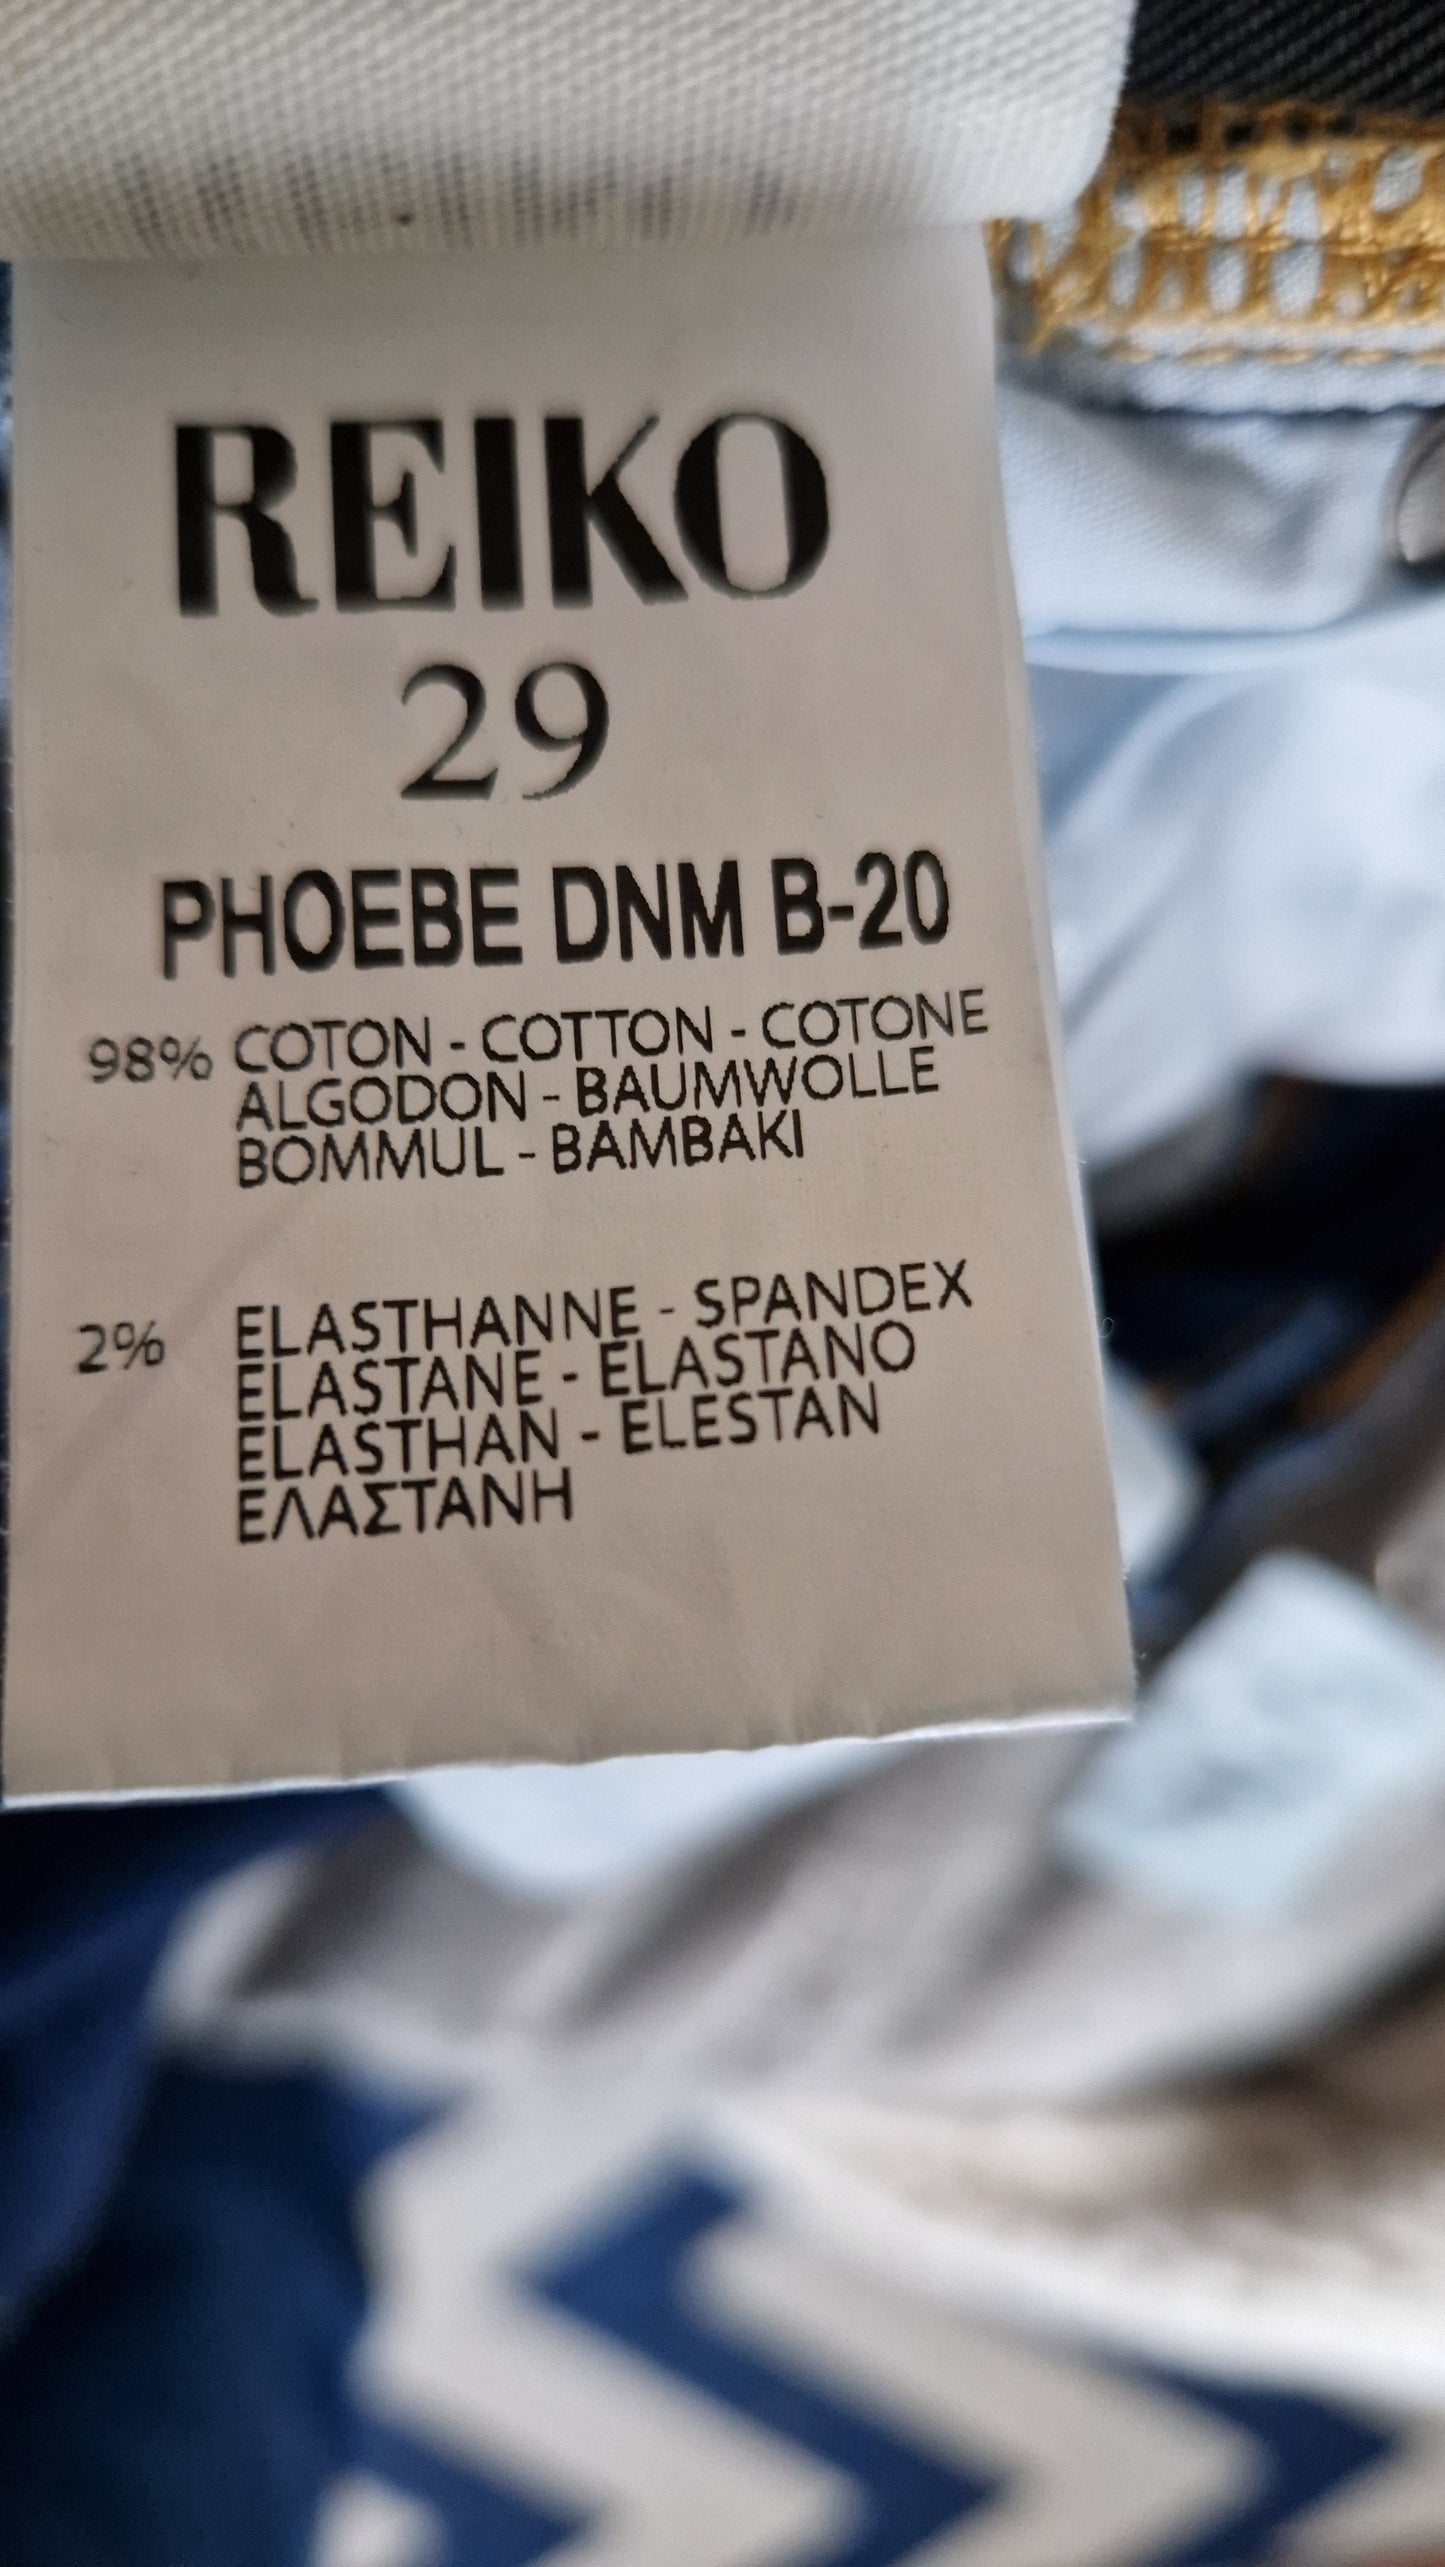 REIKO
29
PHOEBE DNM B-20
98% COTON - COTTON - COTONE
ALGODON - BAUMWOLLE
BOMMUL - BAMBAKI
2% ELASTHANNE - SPANDEX
ELASTANE - ELASTANO
ELASTHAN - ELESTAN
ΕΛΑΣΤΑΝΗ